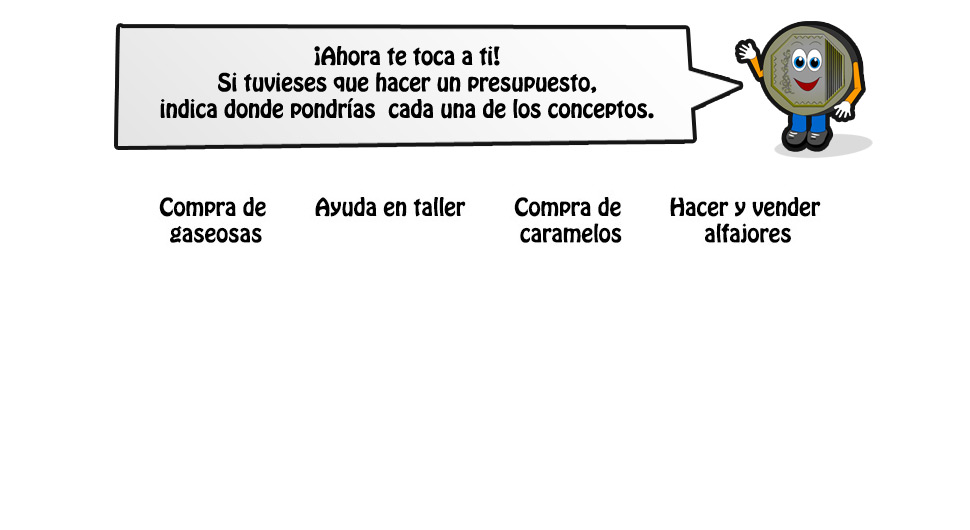 ¡Ahora te toca a ti!
Si tuvieses que hacer un presupuesto,
indica donde pondrías cada una de los conceptos.
Compra de gaseosas
Ayuda en taller
Compra de caramelos
Hacer y vender alfajores